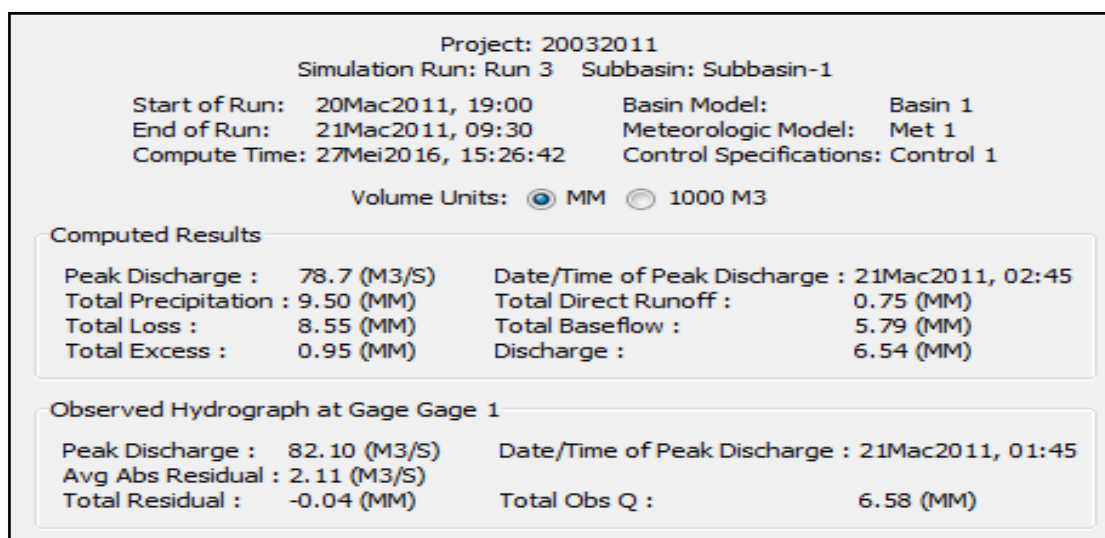 Project: 20032011
Simulation Run: Run 3 Subbasin: Subbasin-1
Start of Run: 20Mac2011, 19:00 Basin Model: Basin 1
End of Run: 21Mac2011, 09:30 Meteorologic Model: Met 1
Compute Time: 27Mei2016, 15:26:42 Control Specifications: Control 1
Volume Units: MM 1000 M3
Computed Results
Peak Discharge : 78.7 (M3/S) Date/Time of Peak Discharge : 21Mac2011, 02:45
Total Precipitation : 9.50 (MM) Total Direct Runoff : 0.75 (MM)
Total Loss : 8.55 (MM) Total Baseflow : 5.79 (MM)
Total Excess : 0.95 (MM) Discharge : 6.54 (MM)
Observed Hydrograph at Gage Gage 1
Peak Discharge : 82.10 (M3/S) Date/Time of Peak Discharge : 21Mac2011, 01:45
Avg Abs Residual : 2.11 (M3/S)
Total Residual : -0.04 (MM) Total Obs Q : 6.58 (MM)